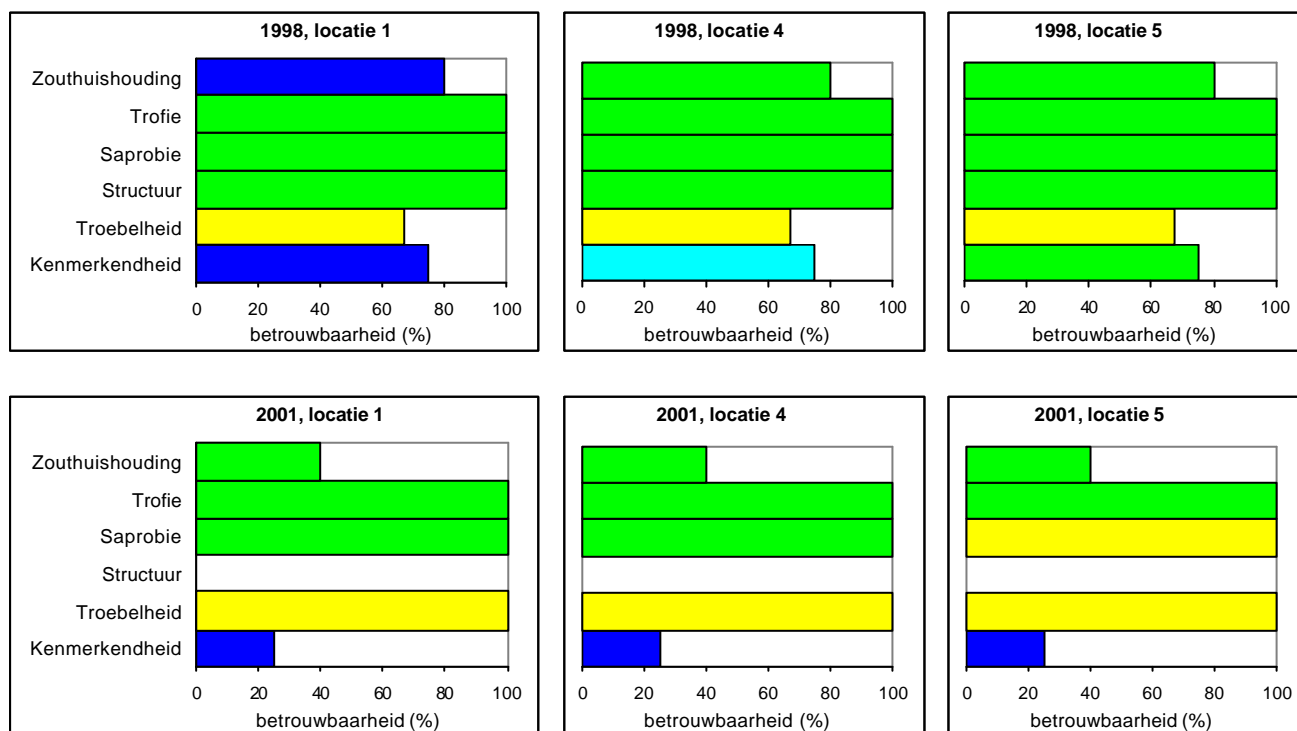 1998, locatie 1
Zouthuishouding
Trofie
Saprobie
Structuur
Troebelheid
Kenmerkendheid
0 20 40 60 80 100
betrouwbaarheid (%)
1998, locatie 4
0 20 40 60 80 100
betrouwbaarheid (%)
1998, locatie 5
0 20 40 60 80 100
betrouwbaarheid (%)
2001, locatie 1
Zouthuishouding
Trofie
Saprobie
Structuur
Troebelheid
Kenmerkendheid
0 20 40 60 80 100
betrouwbaarheid (%)
2001, locatie 4
0 20 40 60 80 100
betrouwbaarheid (%)
2001, locatie 5
0 20 40 60 80 100
betrouwbaarheid (%)